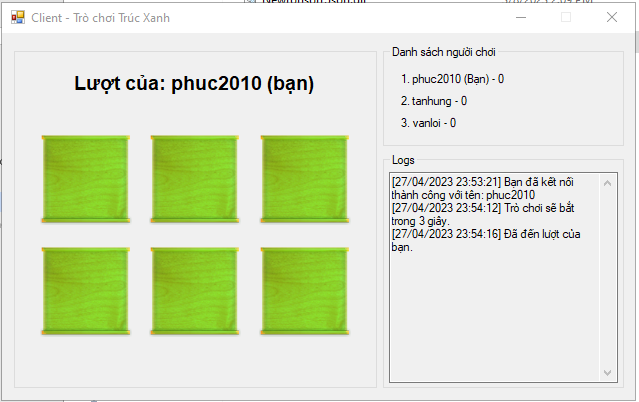 Client - Trò chơi Trúc Xanh
Lượt của: phuc2010 (bạn)
Danh sách người chơi
1. phuc2010 (Bạn) - 0
2. tanhung - 0
3. vanloi - 0
Logs
[27/04/2023 23:53:21] Bạn đã kết nối
thành công với tên: phuc2010
[27/04/2023 23:54:12] Trò chơi sẽ bắt
trong 3 giây.
[27/04/2023 23:54:16] Đã đến lượt của
bạn.